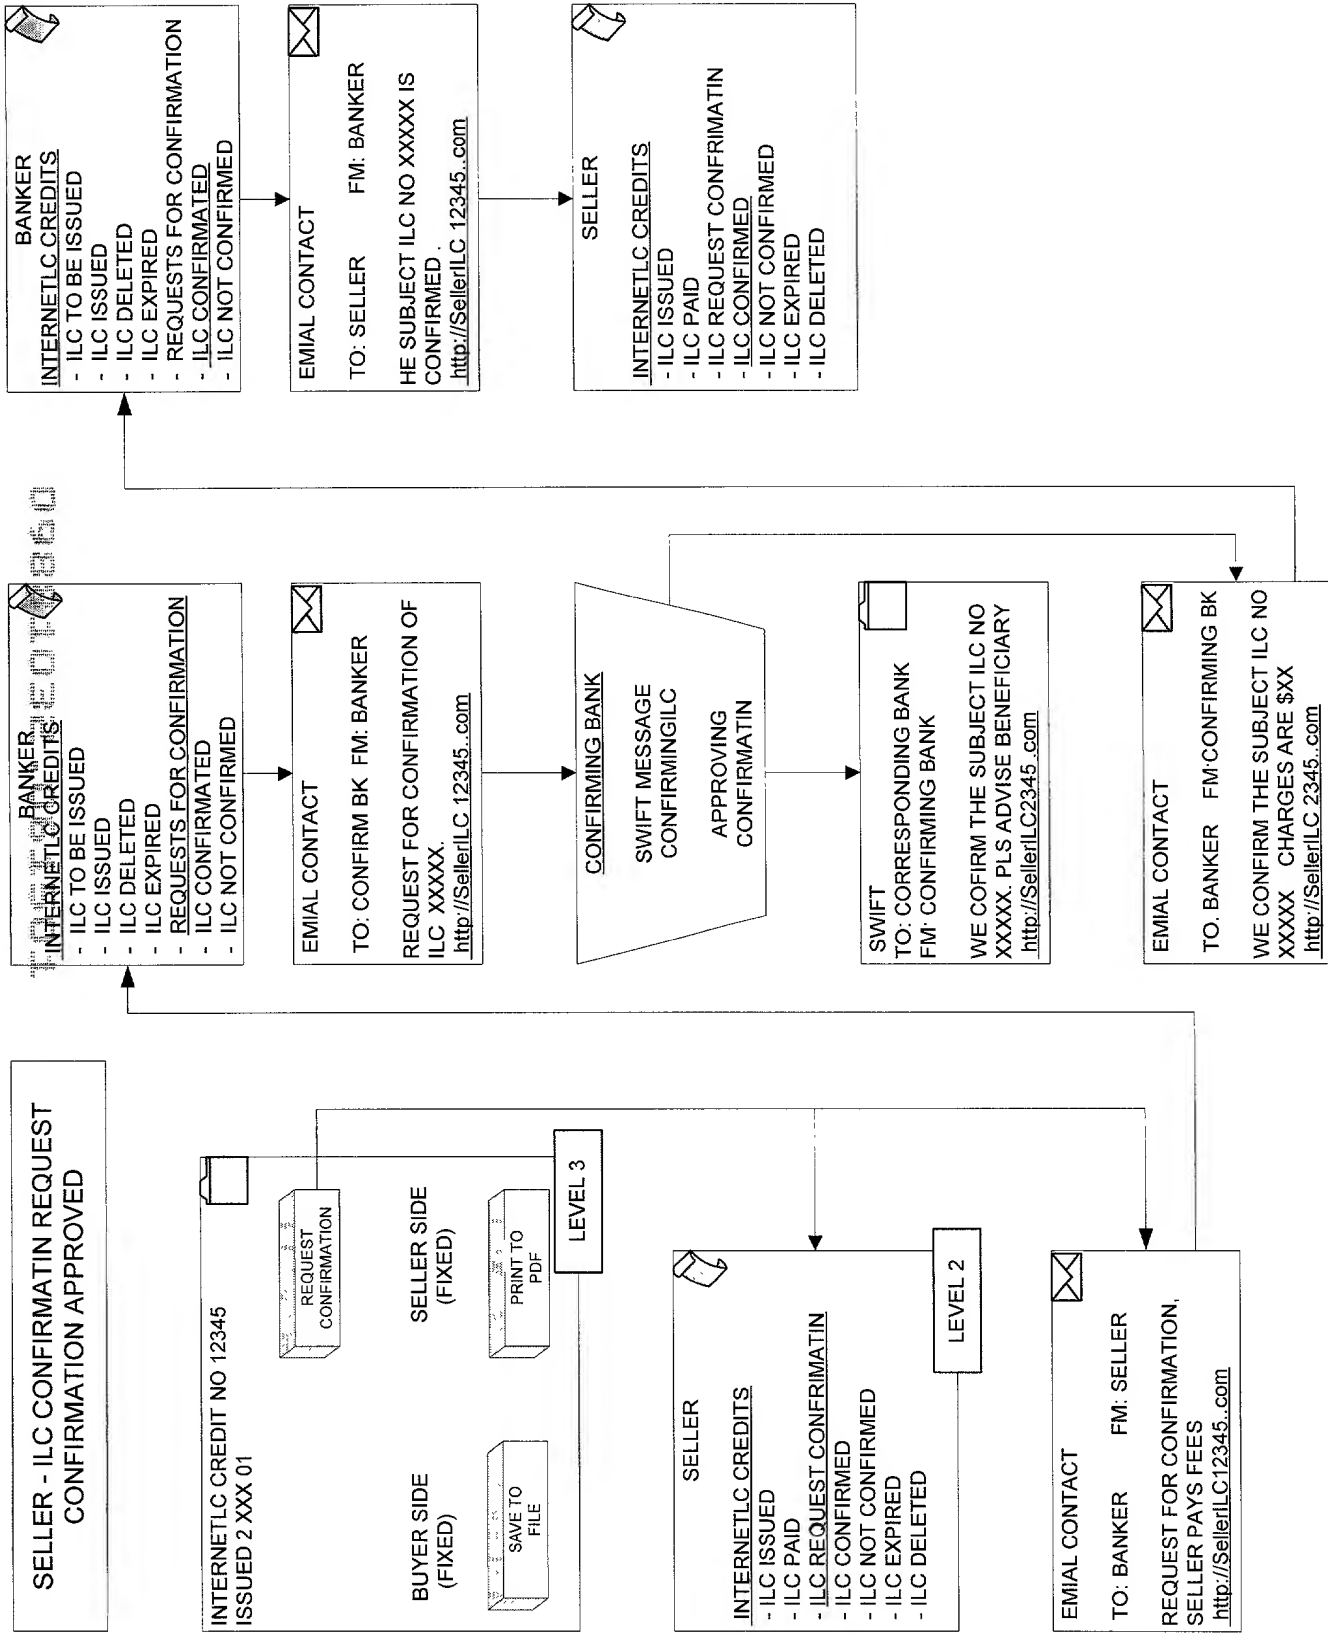 SELLER - ILC CONFIRMATIN REQUEST
CONFIRMATION APPROVED
INTERNETLC CREDIT NO 12345
ISSUED 2 XXX 01
REQUEST
CONFIRMATION
BUYER SIDE
(FIXED)
SELLER SIDE
(FIXED)
SAVE TO
FILE
PRINT TO
PDF
LEVEL 3
SELLER
INTERNETLC CREDITS
- ILC ISSUED
- ILC PAID
- ILC REQUEST CONFRIMATIN
- ILC CONFIRMED
- ILC NOT CONFIRMED
- ILC EXPIRED
- ILC DELETED
LEVEL 2
EMIAL CONTACT
TO: BANKER FM: SELLER
REQUEST FOR CONFIRMATION,
SELLER PAYS FEES
http://SellerILC12345..com
BANKER
INTERNETLC CREDITS
- ILC TO BE ISSUED
- ILC ISSUED
- ILC DELETED
- ILC EXPIRED
- REQUESTS FOR CONFIRMATION
- ILC CONFIRMATED
- ILC NOT CONFIRMED
EMIAL CONTACT
TO: CONFIRM BK FM: BANKER
REQUEST FOR CONFIRMATION OF
ILC XXXXX.
http://SellerILC 12345..com
CONFIRMING BANK
SWIFT MESSAGE
CONFIRMINGILC
APPROVING
CONFIRMATIN
SWIFT
TO: CORRESPONDING BANK
FM: CONFIRMING BANK
WE COFIRM THE SUBJECT ILC NO
XXXXX. PLS ADVISE BENEFICIARY
http://SellerILC2345 .com
EMIAL CONTACT
TO. BANKER FM:CONFIRMING BK
WE CONFIRM THE SUBJECT ILC NO
XXXXX CHARGES ARE $XX
http://SellerILC 2345..com
BANKER
INTERNETLC CREDITS
- ILC TO BE ISSUED
- ILC ISSUED
- ILC DELETED
- ILC EXPIRED
- REQUESTS FOR CONFIRMATION
- ILC CONFIRMATED
- ILC NOT CONFIRMED
EMIAL CONTACT
TO: SELLER FM: BANKER
HE SUBJECT ILC NO XXXXX IS
CONFIRMED.
http://SellerILC 12345..com
SELLER
INTERNETLC CREDITS
- ILC ISSUED
- ILC PAID
- ILC REQUEST CONFRIMATIN
- ILC CONFIRMED
- ILC NOT CONFIRMED
- ILC EXPIRED
- ILC DELETED